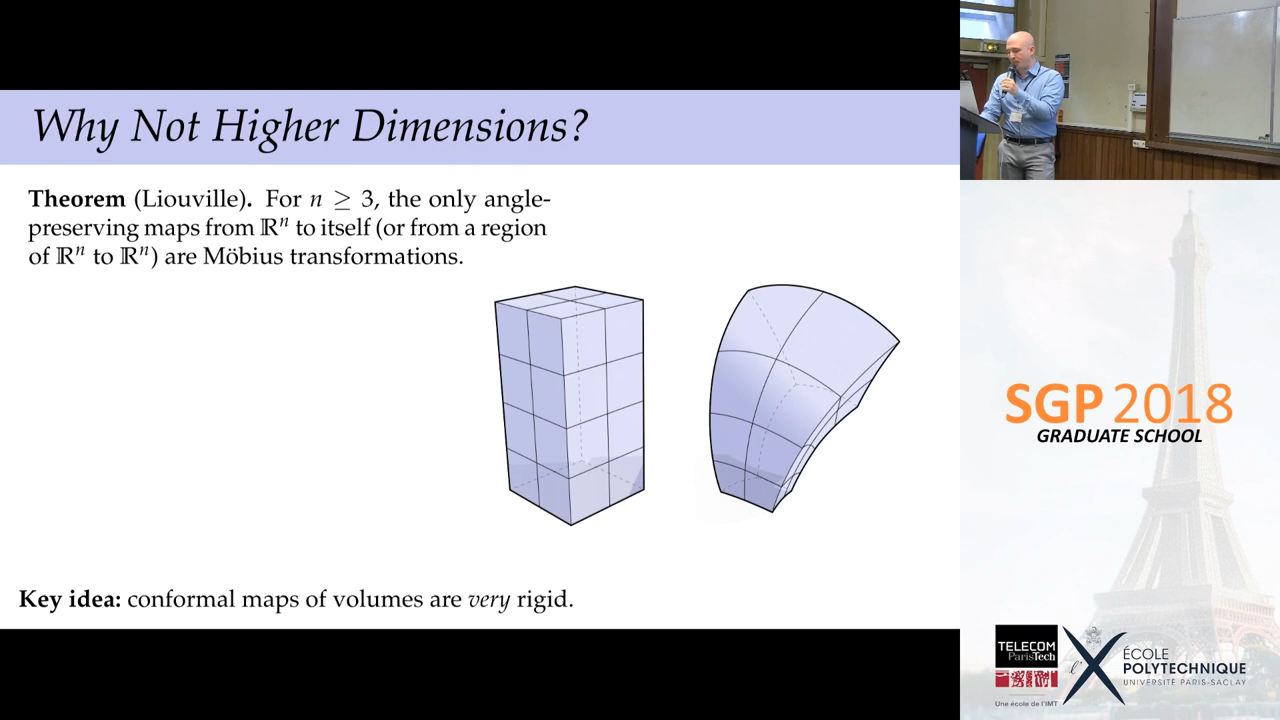 Why Not Higher Dimensions?
Theorem (Liouville). For n ≥ 3, the only angle-
preserving maps from ℝⁿ to itself (or from a region
of ℝⁿ to ℝⁿ) are Möbius transformations.
Key idea: conformal maps of volumes are very rigid.
SGP 2018
GRADUATE SCHOOL
TELECOM
ParisTech
Une école de l'IMT
l'X
ÉCOLE
POLYTECHNIQUE
UNIVERSITÉ PARIS-SACLAY